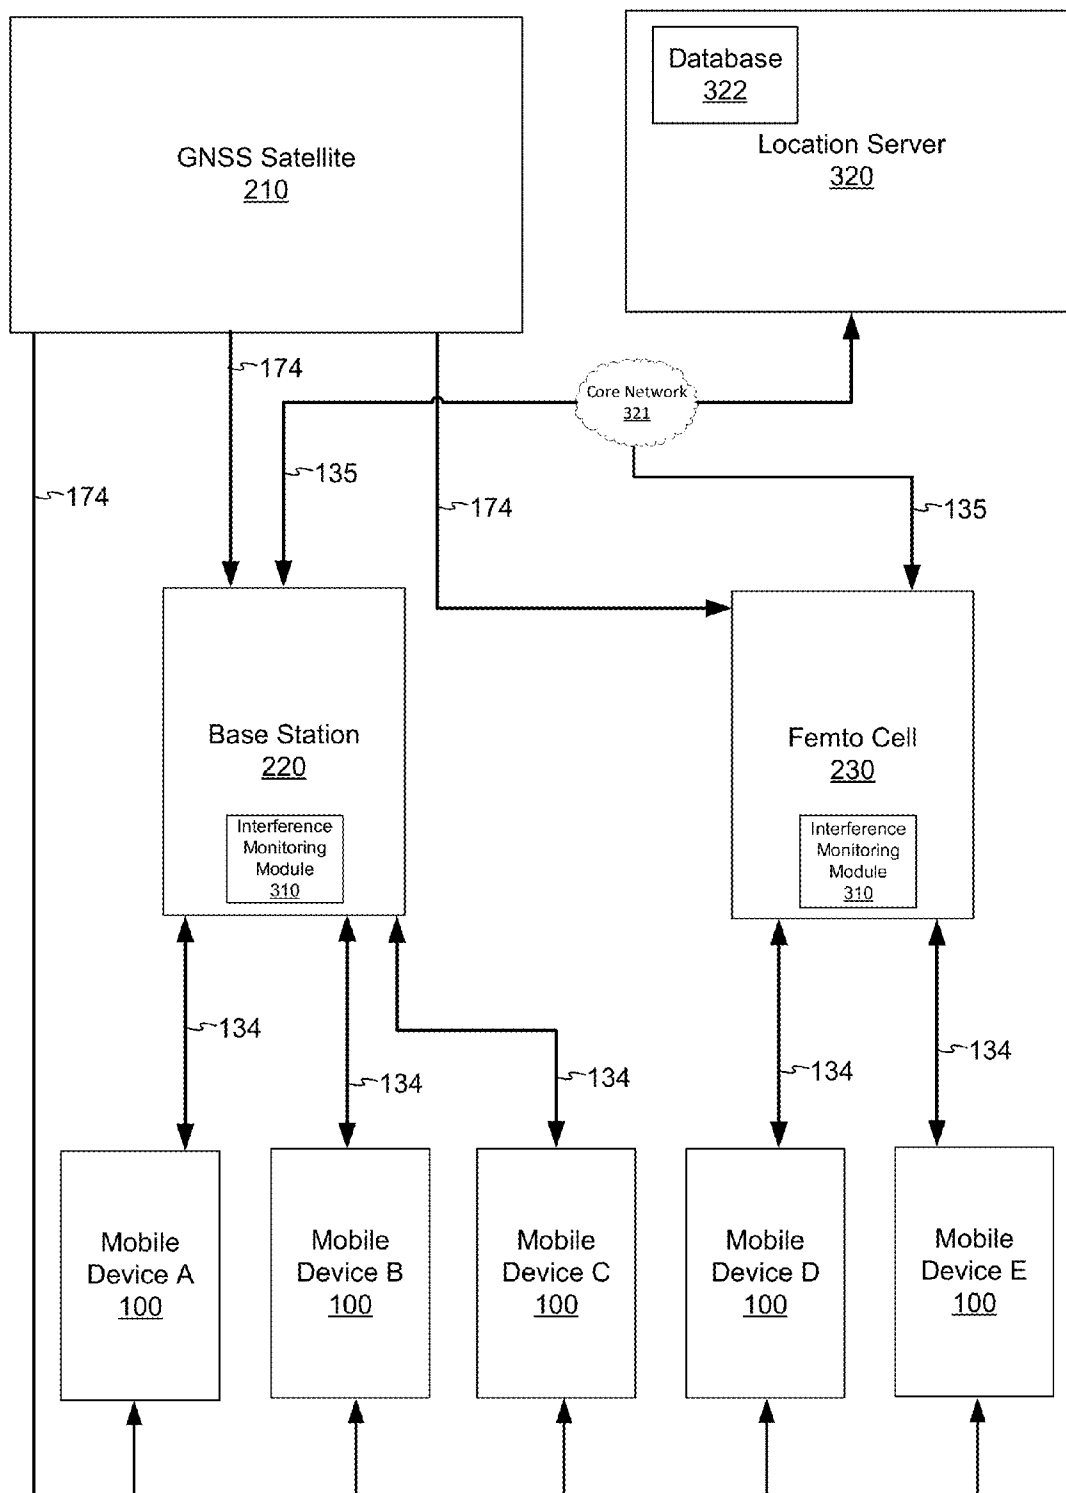 Database
322
GNSS Satellite
210
Location Server
320
174
Core Network
321
135
174
174
135
Base Station
220
Femto Cell
230
Interference
Monitoring
Module
310
Interference
Monitoring
Module
310
134
134
134
134
134
Mobile
Device A
100
Mobile
Device B
100
Mobile
Device C
100
Mobile
Device D
100
Mobile
Device E
100